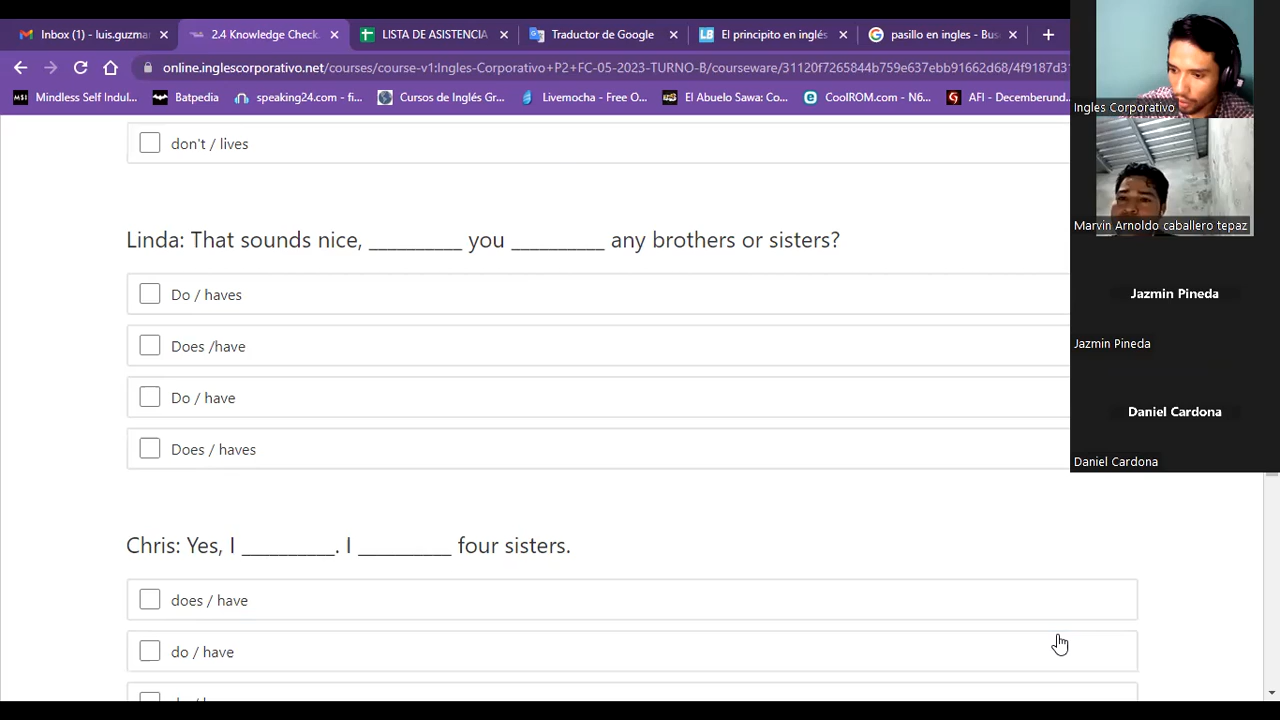 Inbox (1) - luis.guzma
2.4 Knowledge Check
LISTA DE ASISTENCIA
Traductor de Google
El principito en inglés
pasillo en ingles - Bus
online.inglescorporativo.net/courses/course-v1:Ingles-Corporativo+P2+FC-05-2023-TURNO-B/courseware/31120f7265844b759e637ebb91662d68/4f9187d3
Mindless Self Indul...
Batpedia
speaking24.com - fi...
Cursos de Inglés Gr...
Livemocha - Free O...
El Abuelo Sawa: Co...
CoolROM.com - N6...
AFI - Decemberund
Ingles Corporativo
Marvin Arnoldo caballero tepaz
Jazmin Pineda
Jazmin Pineda
Daniel Cardona
Daniel Cardona
don't / lives
Linda: That sounds nice, __________ you __________ any brothers or sisters?
Do / haves
Does /have
Do / have
Does / haves
Chris: Yes, I __________. I __________ four sisters.
does / have
do / have